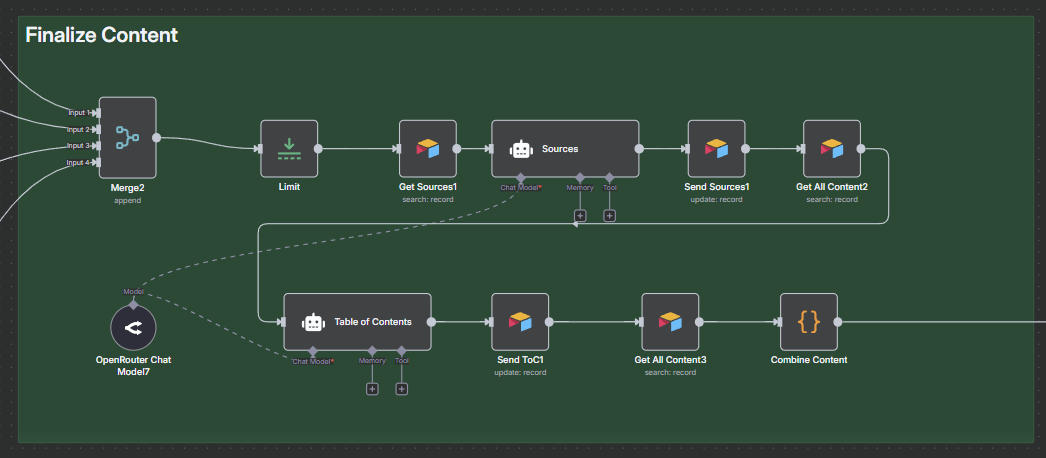 Finalize Content
Input 1
Input 2
Input 3
Input 4
Merge2
append
Limit
Get Sources1
search: record
Sources
Chat Model*
Memory
Tool
Send Sources1
update: record
Get All Content2
search: record
Model
OpenRouter Chat
Model7
Table of Contents
Chat Model*
Memory
Tool
Send ToC1
update: record
Get All Content3
search: record
{}
Combine Content